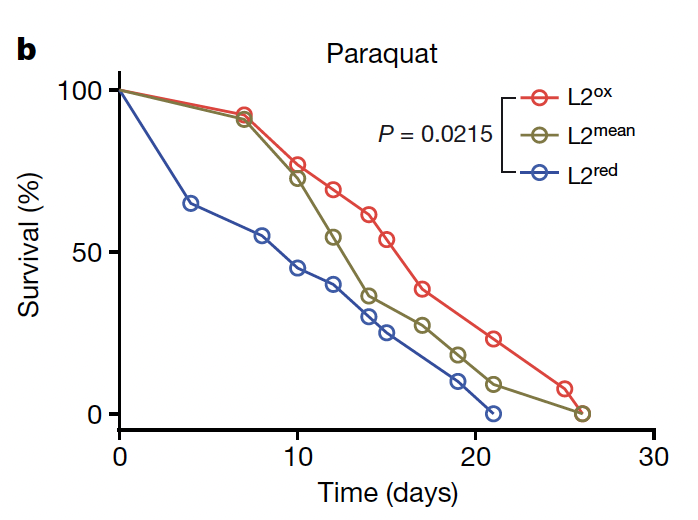 b
Paraquat
100
50
0
Survival (%)
P = 0.0215
L2ox
L2mean
L2red
0 10 20 30
Time (days)